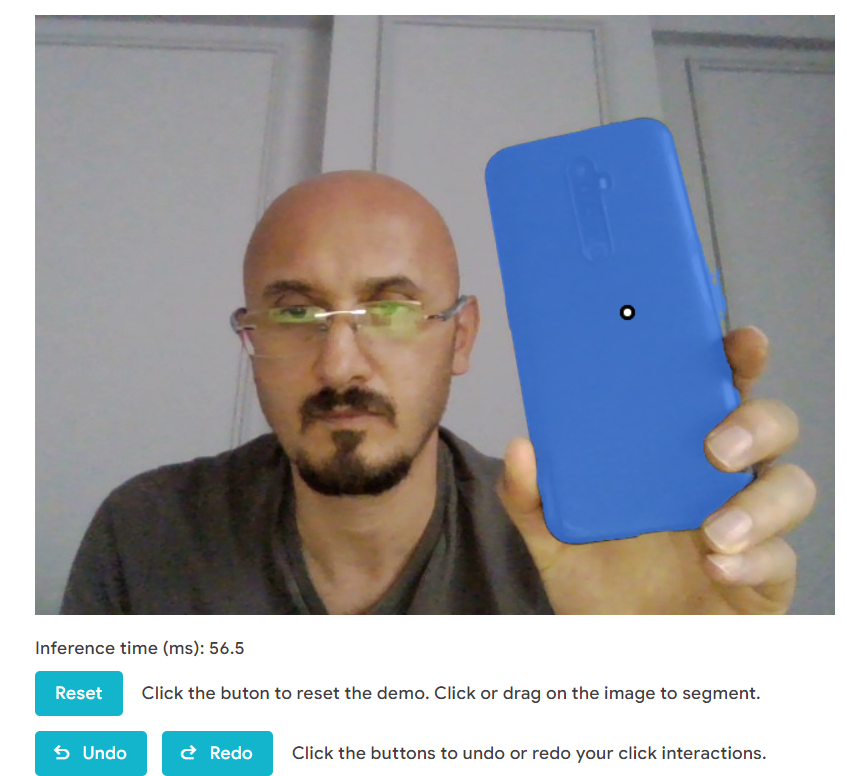 Inference time (ms): 56.5
Reset Click the buton to reset the demo. Click or drag on the image to segment.
Undo Redo Click the buttons to undo or redo your click interactions.